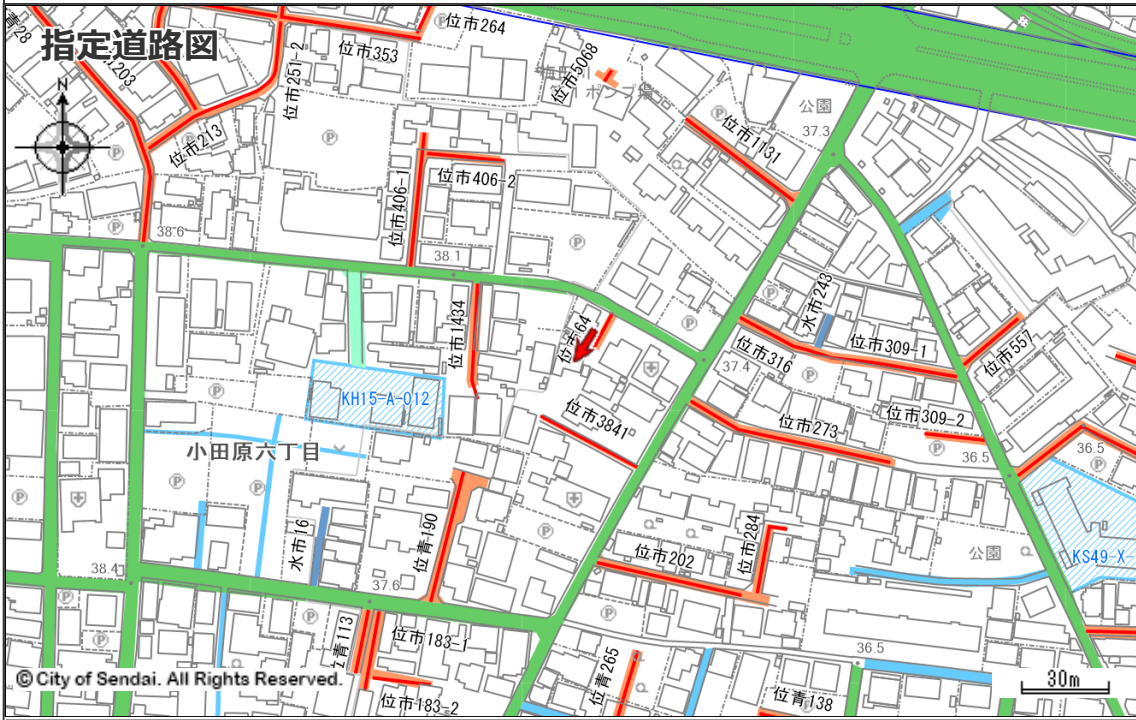 指定道路図
N
位市203
位市213
位市251-2
位市353
位市264
位市5068
公園
37.3
位市1131
位市406-1
位市406-2
38.6
38.1
位市1434
位市64
水市243
位市309-1
位市557
位市316
37.4
KH15-A-012
位市3841
位市273
位市309-2
36.5
36.5
小田原六丁目
水市16
位青190
位市202
位市284
公園
KS49-X-
38.4
37.6
位青113
位市183-1
位市183-2
位青265
位青138
36.5
© City of Sendai. All Rights Reserved.
30m